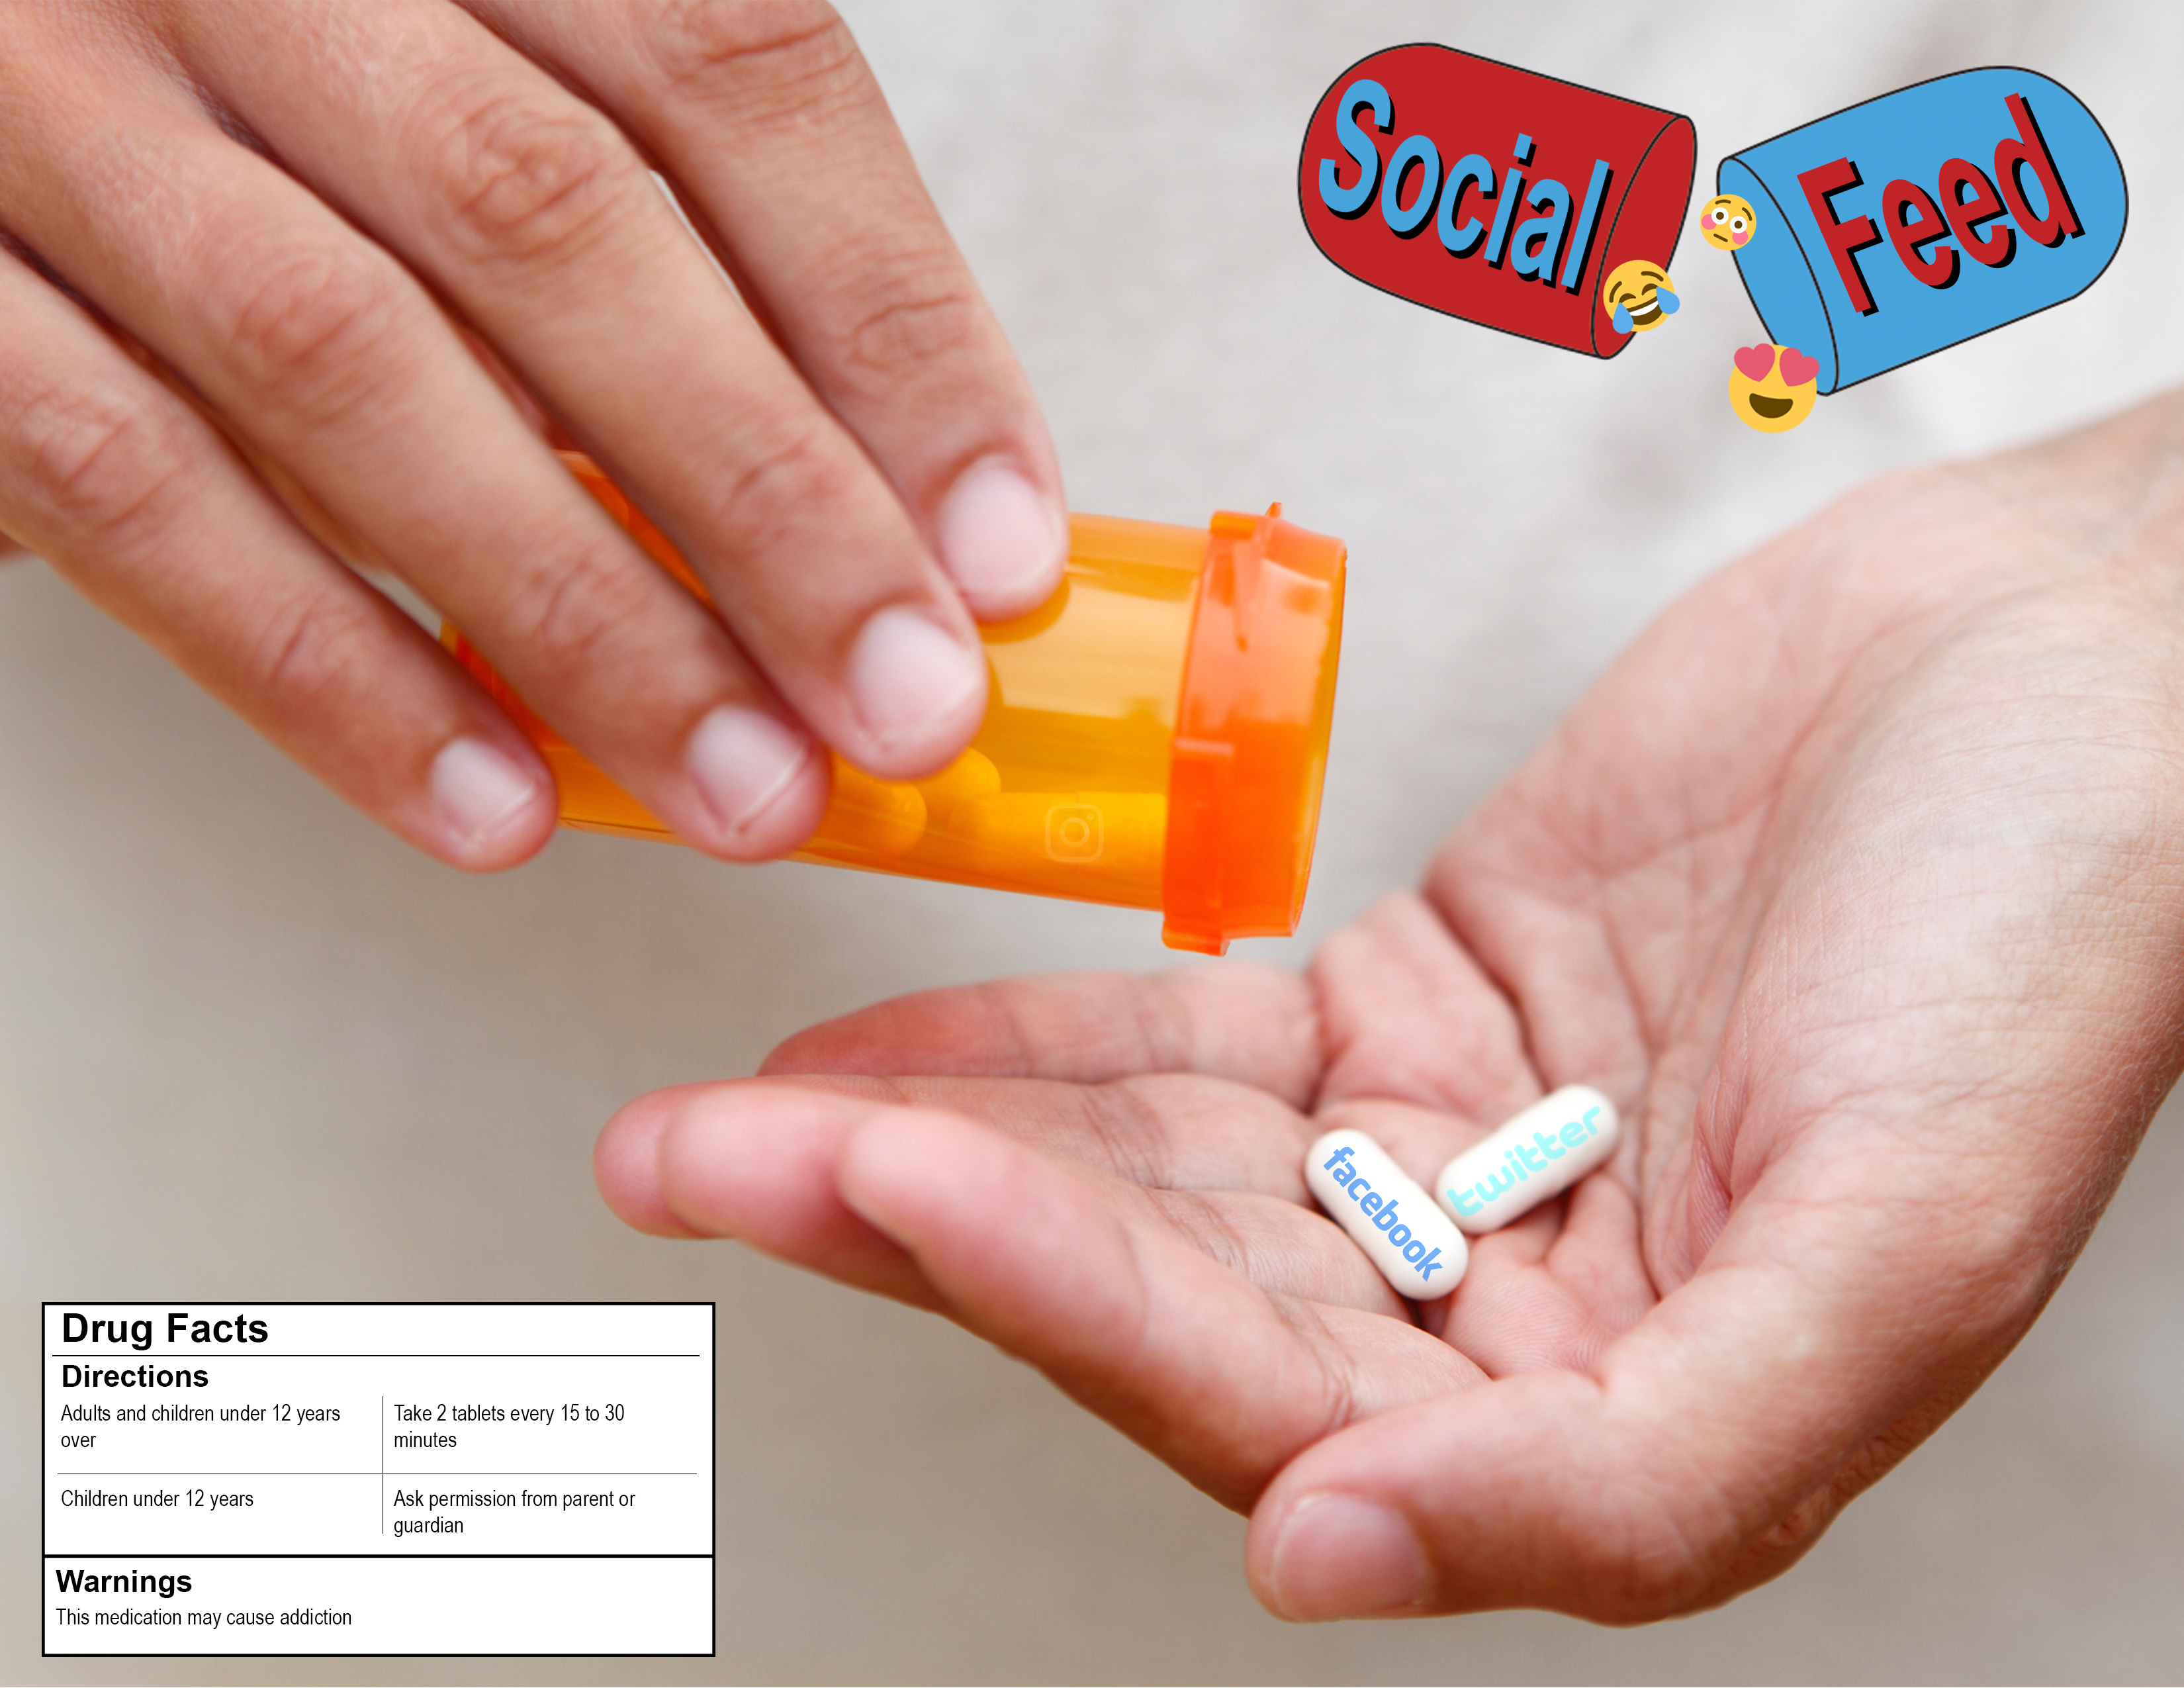 Social Feed
facebook
twitter
Drug Facts
Directions
Adults and children under 12 years
over
Take 2 tablets every 15 to 30
minutes
Children under 12 years
Ask permission from parent or
guardian
Warnings
This medication may cause addiction